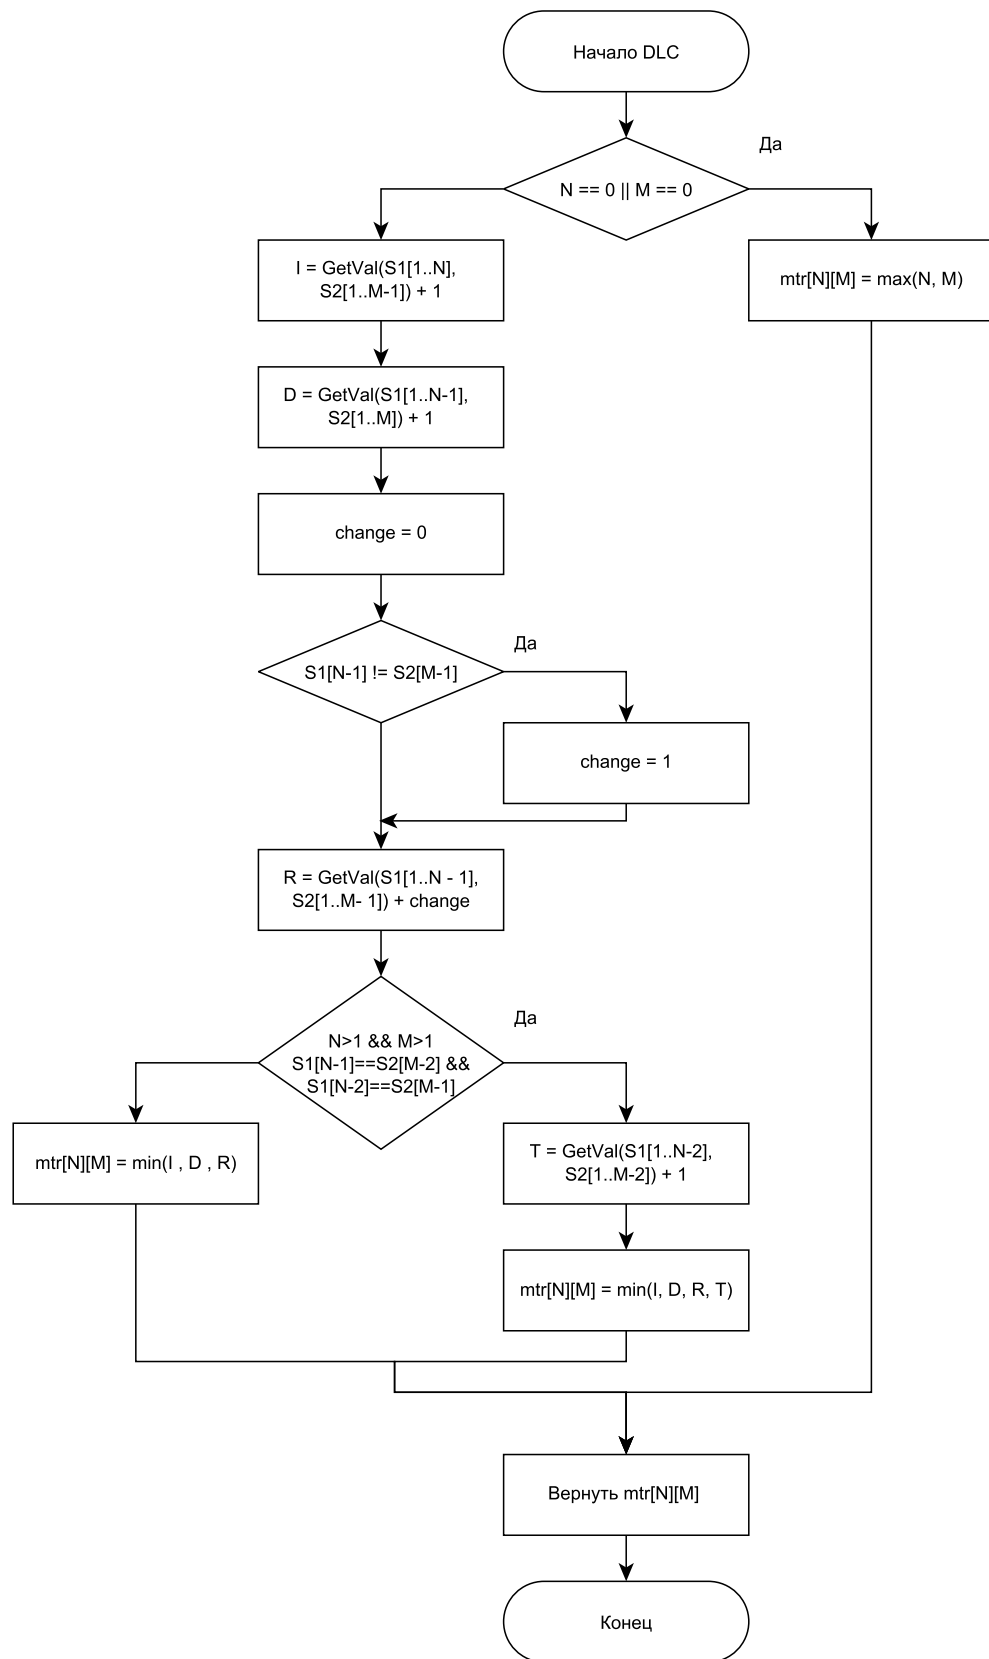 Начало DLC
Да
N == 0 || M == 0
I = GetVal(S1[1..N],
S2[1..M-1]) + 1
mtr[N][M] = max(N, M)
D = GetVal(S1[1..N-1],
S2[1..M]) + 1
change = 0
Да
S1[N-1] != S2[M-1]
change = 1
R = GetVal(S1[1..N - 1],
S2[1..M- 1]) + change
Да
N>1 && M>1
S1[N-1]==S2[M-2] &&
S1[N-2]==S2[M-1]
mtr[N][M] = min(I , D , R)
T = GetVal(S1[1..N-2],
S2[1..M-2]) + 1
mtr[N][M] = min(I, D, R, T)
Вернуть mtr[N][M]
Конец